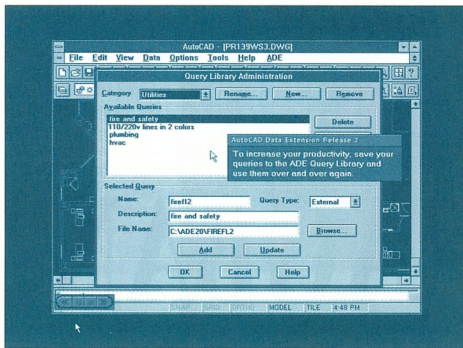 AutoCAD - [PR139WS3.DWG]
File Edit View Data Options Tools Help ADE
Query Library Administration
Category Utilities Rename... New... Remove
Available Queries
fire and safety
110/220v lines in 2 colors
plumbing
hvac
Delete
AutoCAD Data Extension Release 2
To increase your productivity, save your
queries to the ADE Query Library and
use them over and over again.
Selected Query
Name: firefl2 Query Type: External
Description: fire and safety
File Name: C:\ADE20\FIREFL2 Browse...
Add Update
OK Cancel Help
SNAP GRID ORTHO MODEL TILE 4:48 PM